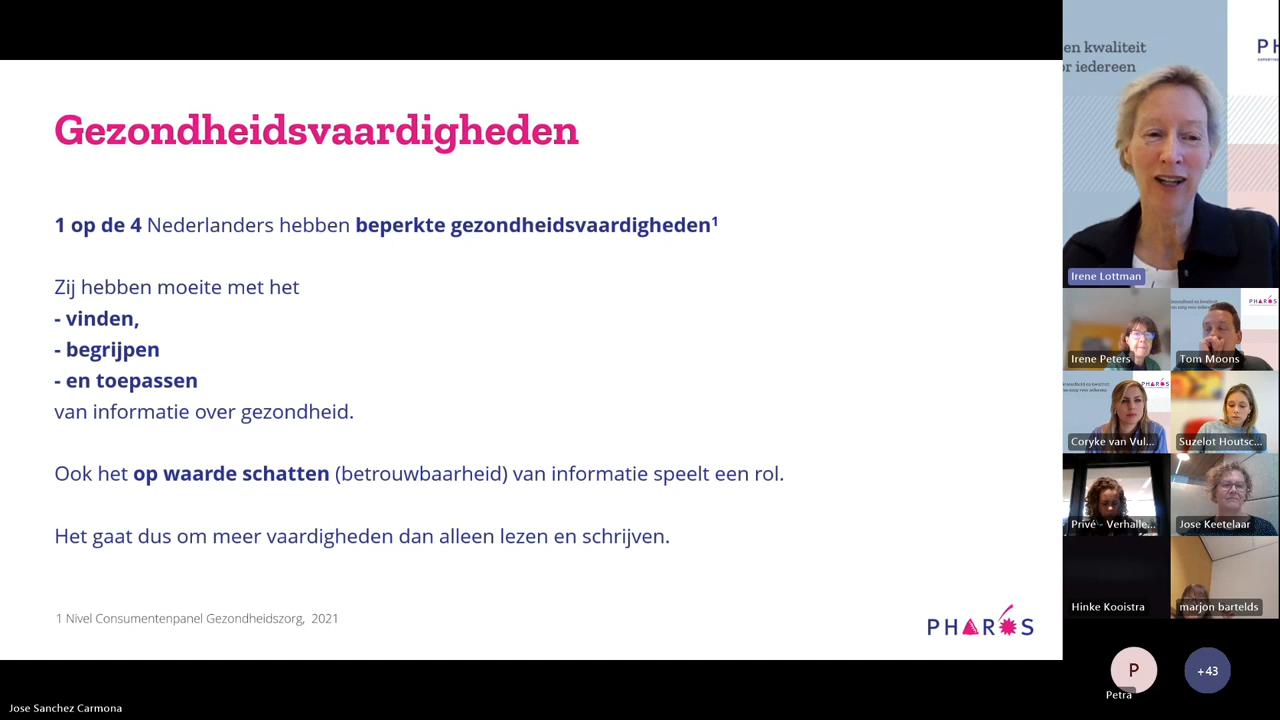 Gezondheidsvaardigheden
1 op de 4 Nederlanders hebben beperkte gezondheidsvaardigheden¹
Zij hebben moeite met het
- vinden,
- begrijpen
- en toepassen
van informatie over gezondheid.
Ook het op waarde schatten (betrouwbaarheid) van informatie speelt een rol.
Het gaat dus om meer vaardigheden dan alleen lezen en schrijven.
1 Nivel Consumentenpanel Gezondheidszorg, 2021
PHAROS
Jose Sanchez Carmona
en kwaliteit
or iedereen
PH
Irene Lottman
PHAROS
Irene Peters
Tom Moons
PHAROS
Coryke van Vul...
Suzelot Houtsc...
Privé - Verhalle...
Jose Keetelaar
Hinke Kooistra
marjon bartelds
P
+43
Petra